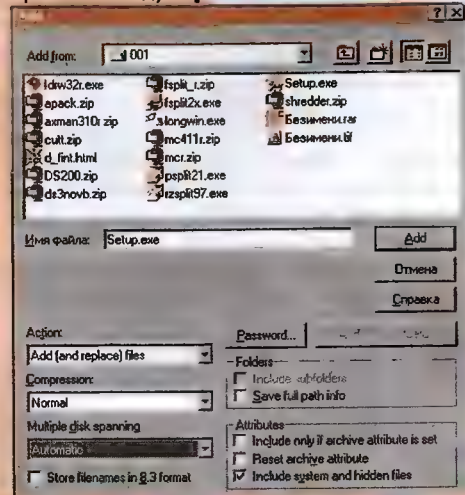 Add from:
001
ldrw32r.exe
apack.zip
axman310r.zip
cutt.zip
d_fint.html
DS200.zip
ds3novb.zip
fsplit_r.zip
fsplit2x.exe
longwin.exe
mc411r.zip
mcr.zip
psplit21.exe
rzsplit97.exe
Setup.exe
shredder.zip
Безимени.rar
Безимени.tif
Имя файла:
Setup.exe
Add
Отмена
Справка
Action:
Add (and replace) files
Password...
Compression:
Normal
Multiple disk spanning
Automatic
Store filenames in 8.3 format
Folders
Include subfolders
Save full path info
Attributes
Include only if archive attribute is set
Reset archive attribute
Include system and hidden files